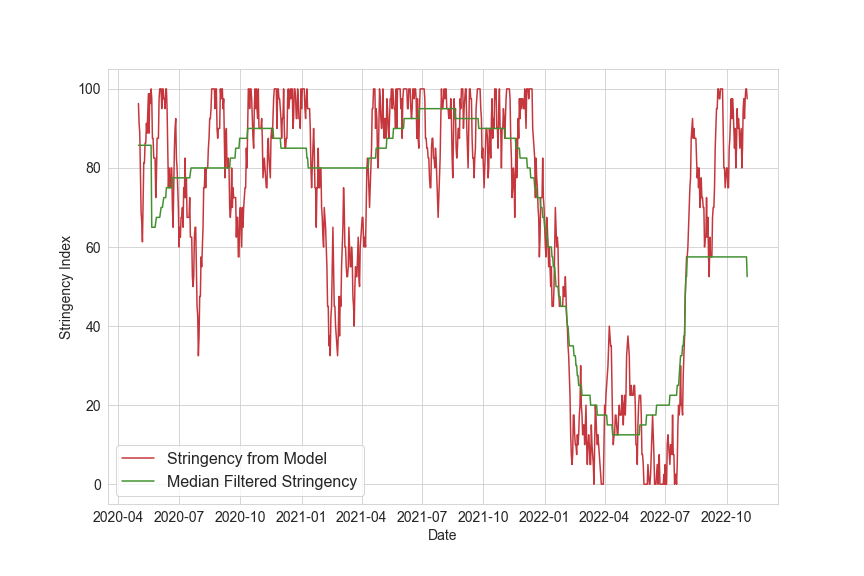 100
80
60
40
20
0
Stringency Index
Stringency from Model
Median Filtered Stringency
2020-04 2020-07 2020-10 2021-01 2021-04 2021-07 2021-10 2022-01 2022-04 2022-07 2022-10
Date